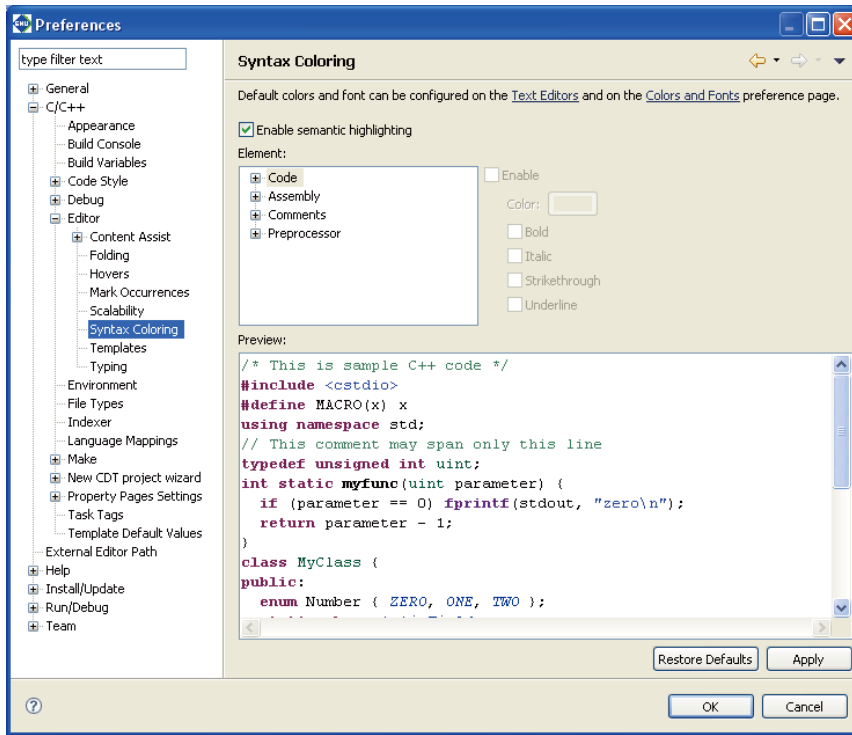 Preferences
type filter text
General
C/C++
Appearance
Build Console
Build Variables
Code Style
Debug
Editor
Content Assist
Folding
Hovers
Mark Occurrences
Scalability
Syntax Coloring
Templates
Typing
Environment
File Types
Indexer
Language Mappings
Make
New CDT project wizard
Property Pages Settings
Task Tags
Template Default Values
External Editor Path
Help
Install/Update
Run/Debug
Team
Syntax Coloring
Default colors and font can be configured on the Text Editors and on the Colors and Fonts preference page.
Enable semantic highlighting
Element:
Code
Assembly
Comments
Preprocessor
Enable
Color:
Bold
Italic
Strikethrough
Underline
Preview:
/* This is sample C++ code */
#include <cstdio>
#define MACRO(x) x
using namespace std;
// This comment may span only this line
typedef unsigned int uint;
int static myfunc(uint parameter) {
  if (parameter == 0) fprintf(stdout, "zero\n");
  return parameter - 1;
}
class MyClass {
public:
  enum Number { ZERO, ONE, TWO };
Restore Defaults
Apply
OK
Cancel